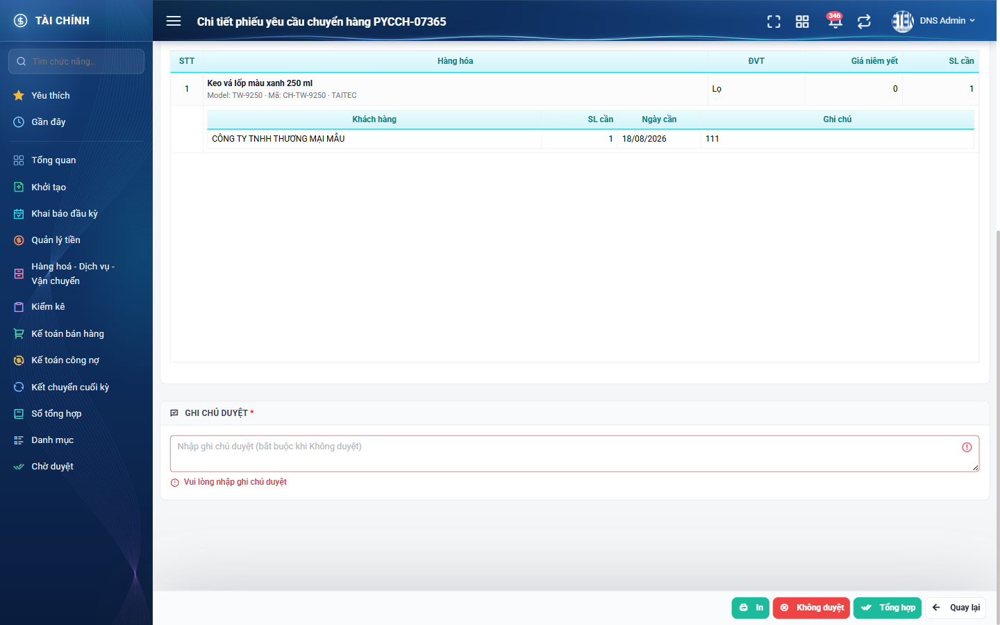 TÀI CHÍNH
Chi tiết phiếu yêu cầu chuyển hàng PYCCH-07365
346
DNS Admin
Tìm chức năng...
Yêu thích
Gần đây
Tổng quan
Khởi tạo
Khai báo đầu kỳ
Quản lý tiền
Hàng hoá - Dịch vụ -
Vận chuyển
Kiểm kê
Kế toán bán hàng
Kế toán công nợ
Kết chuyển cuối kỳ
Sổ tổng hợp
Danh mục
Chờ duyệt
STT Hàng hóa ĐVT Giá niêm yết SL cần
1 Keo vá lốp màu xanh 250 ml Lọ 0 1
Model: TW-9250 · Mã: CH-TW-9250 · TAITEC
Khách hàng SL cần Ngày cần Ghi chú
CÔNG TY TNHH THƯƠNG MẠI MẪU 1 18/08/2026 111
GHI CHÚ DUYỆT *
Nhập ghi chú duyệt (bắt buộc khi Không duyệt)
Vui lòng nhập ghi chú duyệt
In Không duyệt Tổng hợp Quay lại